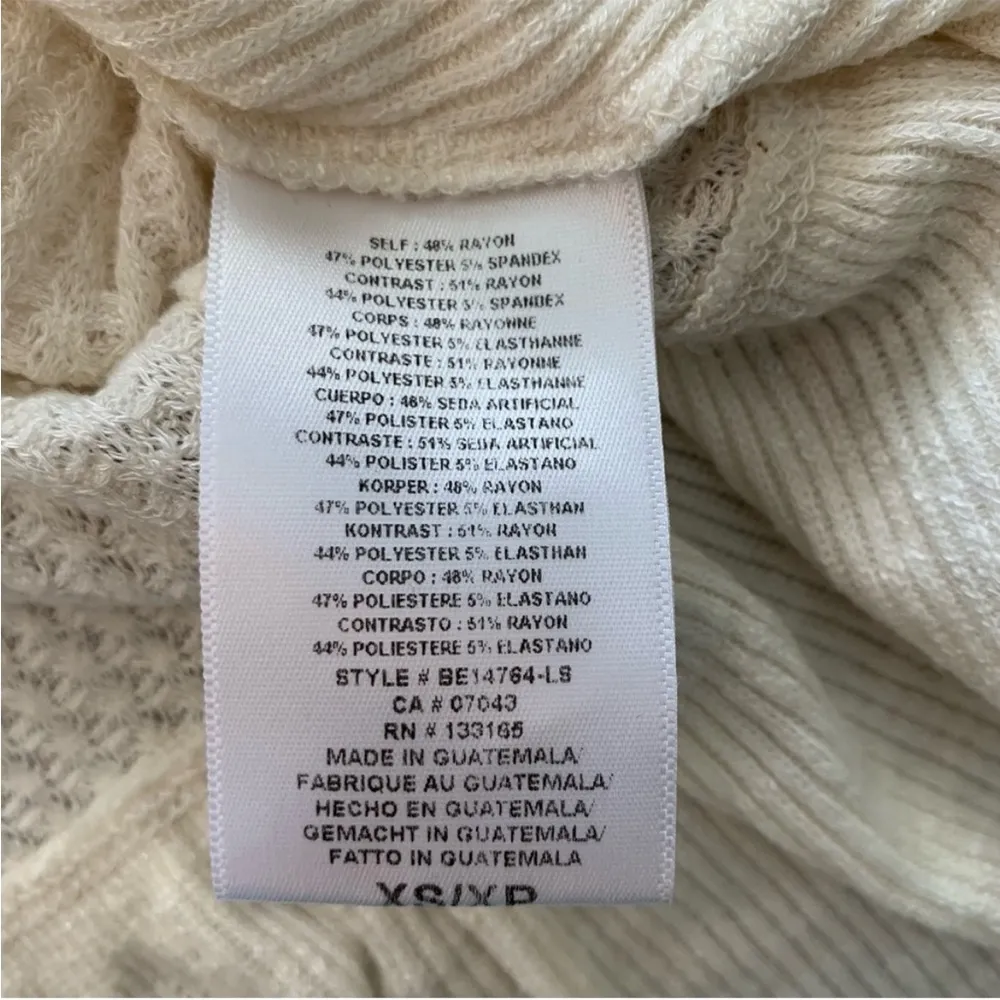 SELF : 48% RAYON
47% POLYESTER 5% SPANDEX
CONTRAST : 51% RAYON
44% POLYESTER 5% SPANDEX
CORPS : 48% RAYONNE
47% POLYESTER 5% ELASTHANNE
CONTRASTE : 51% RAYONNE
44% POLYESTER 5% ELASTHANNE
CUERPO : 48% SEDA ARTIFICIAL
47% POLISTER 5% ELASTANO
CONTRASTE : 51% SEDA ARTIFICIAL
44% POLISTER 5% ELASTANO
KORPER : 48% RAYON
47% POLYESTER 5% ELASTHAN
KONTRAST : 51% RAYON
44% POLYESTER 5% ELASTHAN
CORPO : 48% RAYON
47% POLIESTERE 5% ELASTANO
CONTRASTO : 51% RAYON
44% POLIESTERE 5% ELASTANO
STYLE # BE14764-LS
CA # 07043
RN # 133165
MADE IN GUATEMALA/
FABRIQUE AU GUATEMALA/
HECHO EN GUATEMALA/
GEMACHT IN GUATEMALA/
FATTO IN GUATEMALA
XS/XP